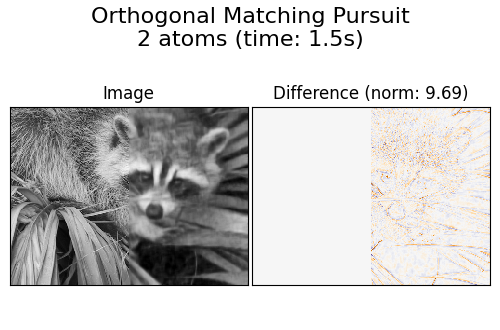 Orthogonal Matching Pursuit
2 atoms (time: 1.5s)
Image
Difference (norm: 9.69)